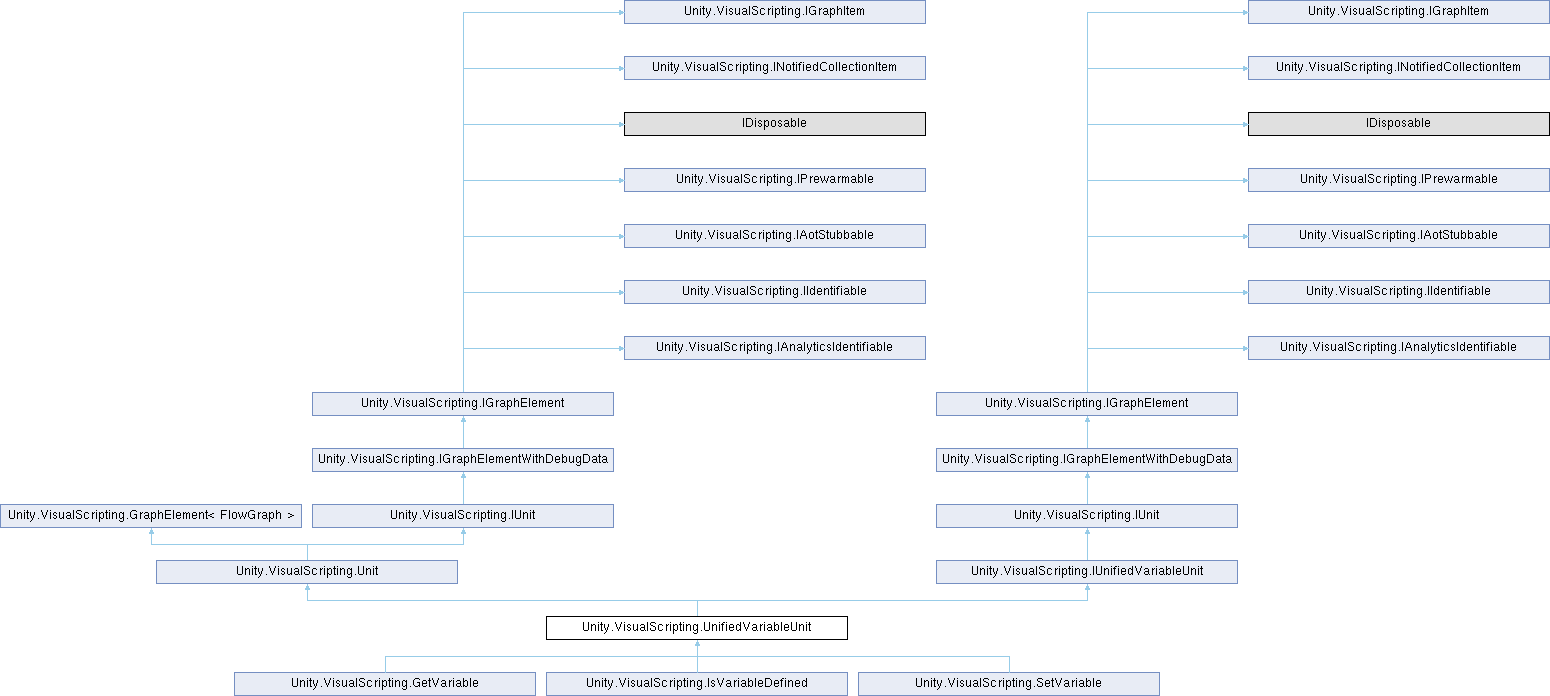 Unity.VisualScripting.IGraphItem
Unity.VisualScripting.IGraphItem
Unity.VisualScripting.INotifiedCollectionItem
Unity.VisualScripting.INotifiedCollectionItem
IDisposable
IDisposable
Unity.VisualScripting.IPrewarmable
Unity.VisualScripting.IPrewarmable
Unity.VisualScripting.IAotStubbable
Unity.VisualScripting.IAotStubbable
Unity.VisualScripting.IIdentifiable
Unity.VisualScripting.IIdentifiable
Unity.VisualScripting.IAnalyticsIdentifiable
Unity.VisualScripting.IAnalyticsIdentifiable
Unity.VisualScripting.IGraphElement
Unity.VisualScripting.IGraphElement
Unity.VisualScripting.IGraphElementWithDebugData
Unity.VisualScripting.IGraphElementWithDebugData
Unity.VisualScripting.GraphElement< FlowGraph >
Unity.VisualScripting.IUnit
Unity.VisualScripting.IUnit
Unity.VisualScripting.Unit
Unity.VisualScripting.IUnifiedVariableUnit
Unity.VisualScripting.UnifiedVariableUnit
Unity.VisualScripting.GetVariable
Unity.VisualScripting.IsVariableDefined
Unity.VisualScripting.SetVariable